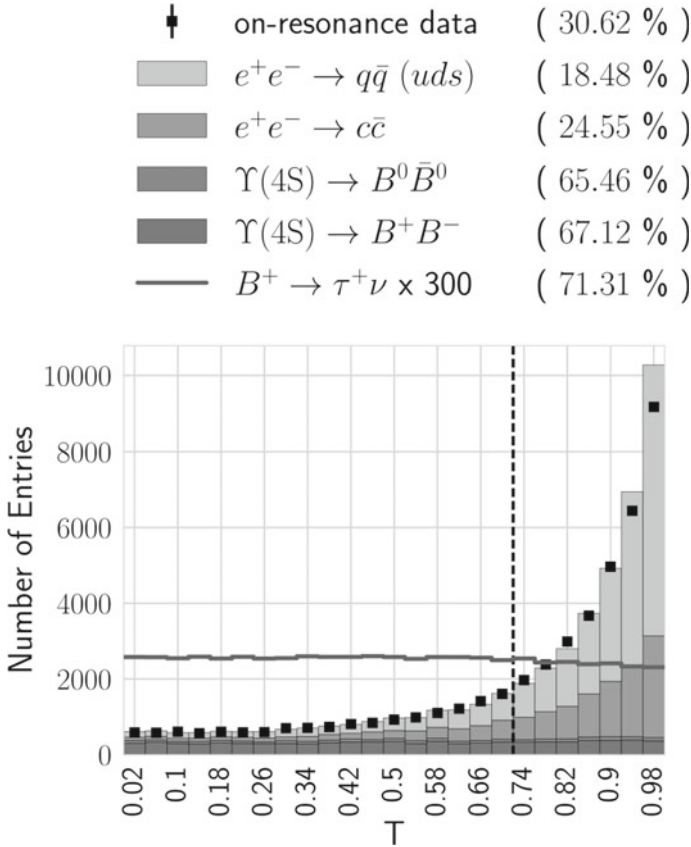 on-resonance data ( 30.62 % )
e⁺e⁻ → qq̄ (uds) ( 18.48 % )
e⁺e⁻ → cc̄ ( 24.55 % )
Υ(4S) → B⁰B̄⁰ ( 65.46 % )
Υ(4S) → B⁺B⁻ ( 67.12 % )
B⁺ → τ⁺ν x 300 ( 71.31 % )
10000
8000
6000
4000
2000
0
Number of Entries
0.02 0.1 0.18 0.26 0.34 0.42 0.5 0.58 0.66 0.74 0.82 0.9 0.98
T